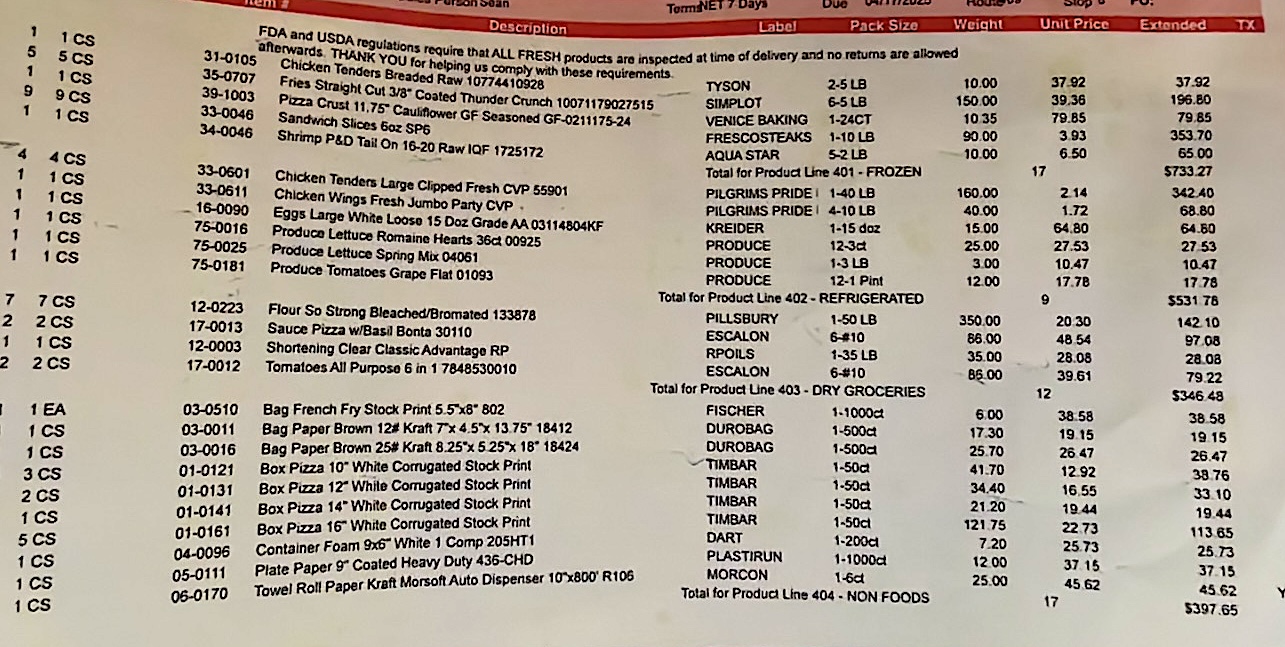 Item # Person Sean Terms NET 7 Days Due 04/17/2025 Stop PO:
Description Label Pack Size Weight Unit Price Extended TX
FDA and USDA regulations require that ALL FRESH products are inspected at time of delivery and no returns are allowed
afterwards. THANK YOU for helping us comply with these requirements.
1 1 CS 31-0105 Chicken Tenders Breaded Raw 10774410928 TYSON 2-5 LB 10.00 37.92 37.92
5 5 CS 35-0707 Fries Straight Cut 3/8" Coated Thunder Crunch 10071179027515 SIMPLOT 6-5 LB 150.00 39.36 196.80
1 1 CS 39-1003 Pizza Crust 11.75" Cauliflower GF Seasoned GF-0211175-24 VENICE BAKING 1-24CT 10.35 79.85 79.85
9 9 CS 33-0046 Sandwich Slices 6oz SP6 FRESCOSTEAKS 1-10 LB 90.00 3.93 353.70
1 1 CS 34-0046 Shrimp P&D Tail On 16-20 Raw IQF 1725172 AQUA STAR 5-2 LB 10.00 6.50 65.00
Total for Product Line 401 - FROZEN 17 $733.27
4 4 CS 33-0601 Chicken Tenders Large Clipped Fresh CVP 55901 PILGRIMS PRIDE 1-40 LB 160.00 2.14 342.40
1 1 CS 33-0611 Chicken Wings Fresh Jumbo Party CVP PILGRIMS PRIDE 4-10 LB 40.00 1.72 68.80
1 1 CS 16-0090 Eggs Large White Loose 15 Doz Grade AA 03114804KF KREIDER 1-15 doz 15.00 64.80 64.80
1 1 CS 75-0016 Produce Lettuce Romaine Hearts 36ct 00925 PRODUCE 12-3ct 25.00 27.53 27.53
1 1 CS 75-0025 Produce Lettuce Spring Mix 04061 PRODUCE 1-3 LB 3.00 10.47 10.47
1 1 CS 75-0181 Produce Tomatoes Grape Flat 01093 PRODUCE 12-1 Pint 12.00 17.78 17.78
Total for Product Line 402 - REFRIGERATED 9 $531.78
7 7 CS 12-0223 Flour So Strong Bleached/Bromated 133878 PILLSBURY 1-50 LB 350.00 20.30 142.10
2 2 CS 17-0013 Sauce Pizza w/Basil Bonta 30110 ESCALON 6-#10 86.00 48.54 97.08
1 1 CS 12-0003 Shortening Clear Classic Advantage RP RPOILS 1-35 LB 35.00 28.08 28.08
2 2 CS 17-0012 Tomatoes All Purpose 6 in 1 7848530010 ESCALON 6-#10 86.00 39.61 79.22
Total for Product Line 403 - DRY GROCERIES 12 $346.48
1 EA 03-0510 Bag French Fry Stock Print 5.5"x8" 802 FISCHER 1-1000ct 6.00 38.58 38.58
1 CS 03-0011 Bag Paper Brown 12# Kraft 7"x 4.5"x 13.75" 18412 DUROBAG 1-500ct 17.30 19.15 19.15
1 CS 03-0016 Bag Paper Brown 25# Kraft 8.25"x 5.25"x 18" 18424 DUROBAG 1-500ct 25.70 26.47 26.47
3 CS 01-0121 Box Pizza 10" White Corrugated Stock Print TIMBAR 1-50ct 41.70 12.92 38.76
2 CS 01-0131 Box Pizza 12" White Corrugated Stock Print TIMBAR 1-50ct 34.40 16.55 33.10
1 CS 01-0141 Box Pizza 14" White Corrugated Stock Print TIMBAR 1-50ct 21.20 19.44 19.44
5 CS 01-0161 Box Pizza 16" White Corrugated Stock Print TIMBAR 1-50ct 121.75 22.73 113.65
1 CS 04-0096 Container Foam 9x6" White 1 Comp 205HT1 DART 1-200ct 7.20 25.73 25.73
1 CS 05-0111 Plate Paper 9" Coated Heavy Duty 436-CHD PLASTIRUN 1-1000ct 12.00 37.15 37.15
1 CS 06-0170 Towel Roll Paper Kraft Morsoft Auto Dispenser 10"x800' R106 MORCON 1-6ct 25.00 45.62 45.62 Y
Total for Product Line 404 - NON FOODS 17 $397.65